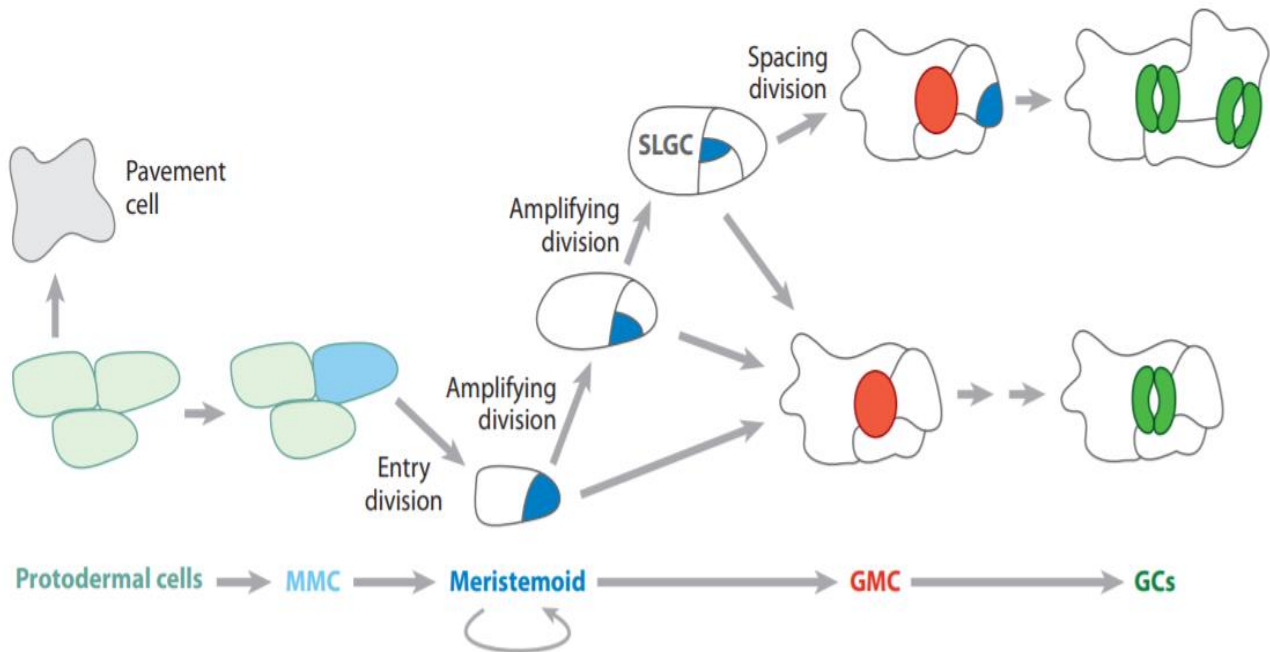 Spacing
division
SLGC
Pavement
cell
Amplifying
division
Amplifying
division
Entry
division
Protodermal cells
MMC
Meristemoid
GMC
GCs